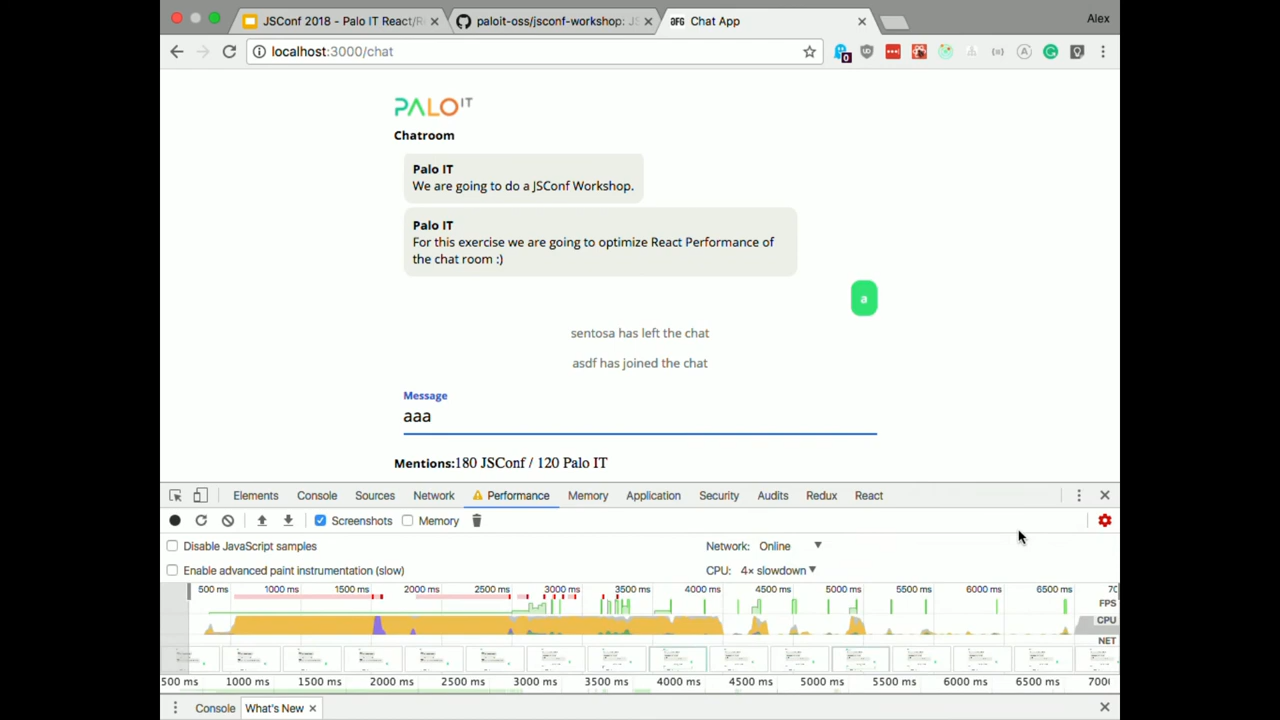 JSConf 2018 - Palo IT React/Re
paloit-oss/jsconf-workshop: JS
AFG Chat App
Alex
localhost:3000/chat
0
PALO IT
Chatroom
Palo IT
We are going to do a JSConf Workshop.
Palo IT
For this exercise we are going to optimize React Performance of
the chat room :)
a
sentosa has left the chat
asdf has joined the chat
Message
aaa
Mentions:180 JSConf / 120 Palo IT
Elements Console Sources Network Performance Memory Application Security Audits Redux React
Screenshots Memory
Disable JavaScript samples Network: Online
Enable advanced paint instrumentation (slow) CPU: 4× slowdown
500 ms 1000 ms 1500 ms 2000 ms 2500 ms 3000 ms 3500 ms 4000 ms 4500 ms 5000 ms 5500 ms 6000 ms 6500 ms 70
FPS
CPU
NET
500 ms 1000 ms 1500 ms 2000 ms 2500 ms 3000 ms 3500 ms 4000 ms 4500 ms 5000 ms 5500 ms 6000 ms 6500 ms 700
Console What's New